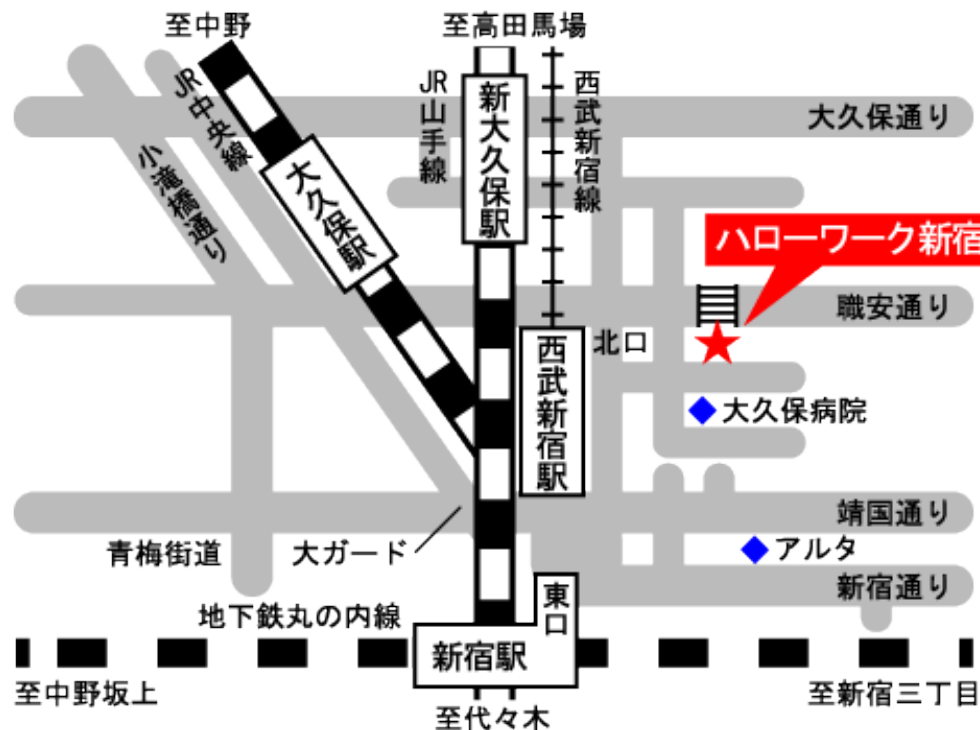 至中野
至高田馬場
JR中央線
JR山手線
西武新宿線
新大久保駅
大久保通り
小滝橋通り
大久保駅
ハローワーク新宿
職安通り
北口
西武新宿駅
大久保病院
靖国通り
青梅街道
大ガード
アルタ
新宿通り
東口
地下鉄丸の内線
新宿駅
至中野坂上
至新宿三丁目
至代々木